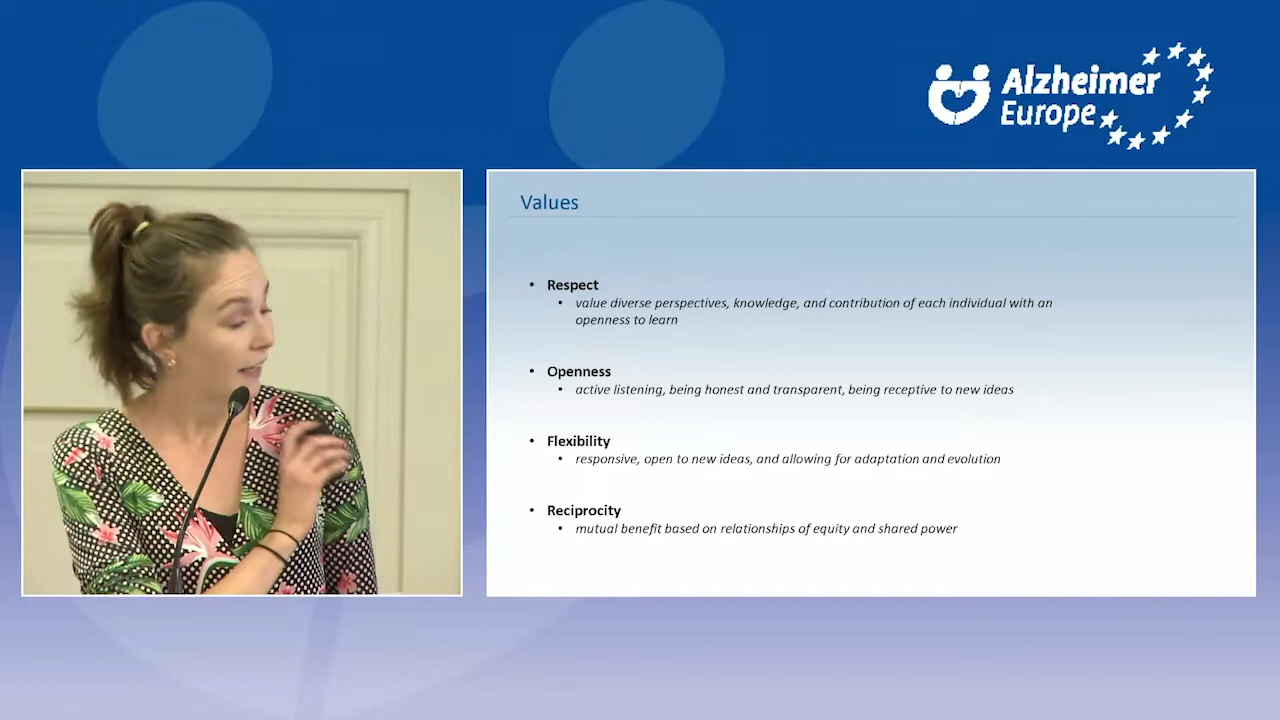 Alzheimer
Europe
Values
• Respect
• value diverse perspectives, knowledge, and contribution of each individual with an
openness to learn
• Openness
• active listening, being honest and transparent, being receptive to new ideas
• Flexibility
• responsive, open to new ideas, and allowing for adaptation and evolution
• Reciprocity
• mutual benefit based on relationships of equity and shared power